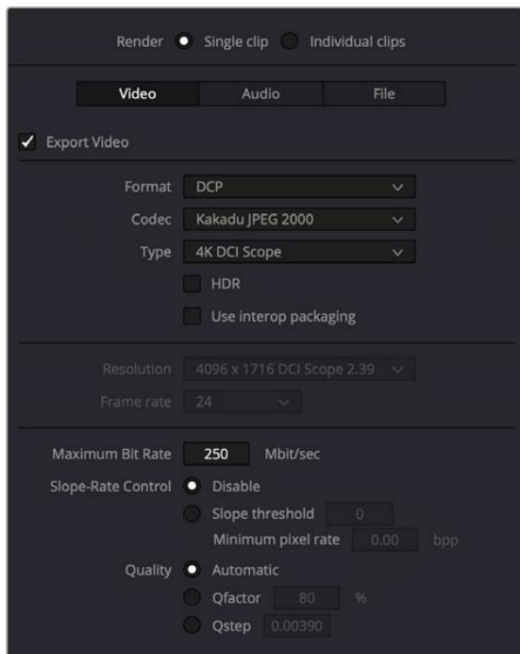 Render Single clip Individual clips
Video Audio File
Export Video
Format DCP
Codec Kakadu JPEG 2000
Type 4K DCI Scope
HDR
Use interop packaging
Resolution 4096 x 1716 DCI Scope 2.39
Frame rate 24
Maximum Bit Rate 250 Mbit/sec
Slope-Rate Control Disable
Slope threshold 0
Minimum pixel rate 0.00 bpp
Quality Automatic
Qfactor 80 %
Qstep 0.00390